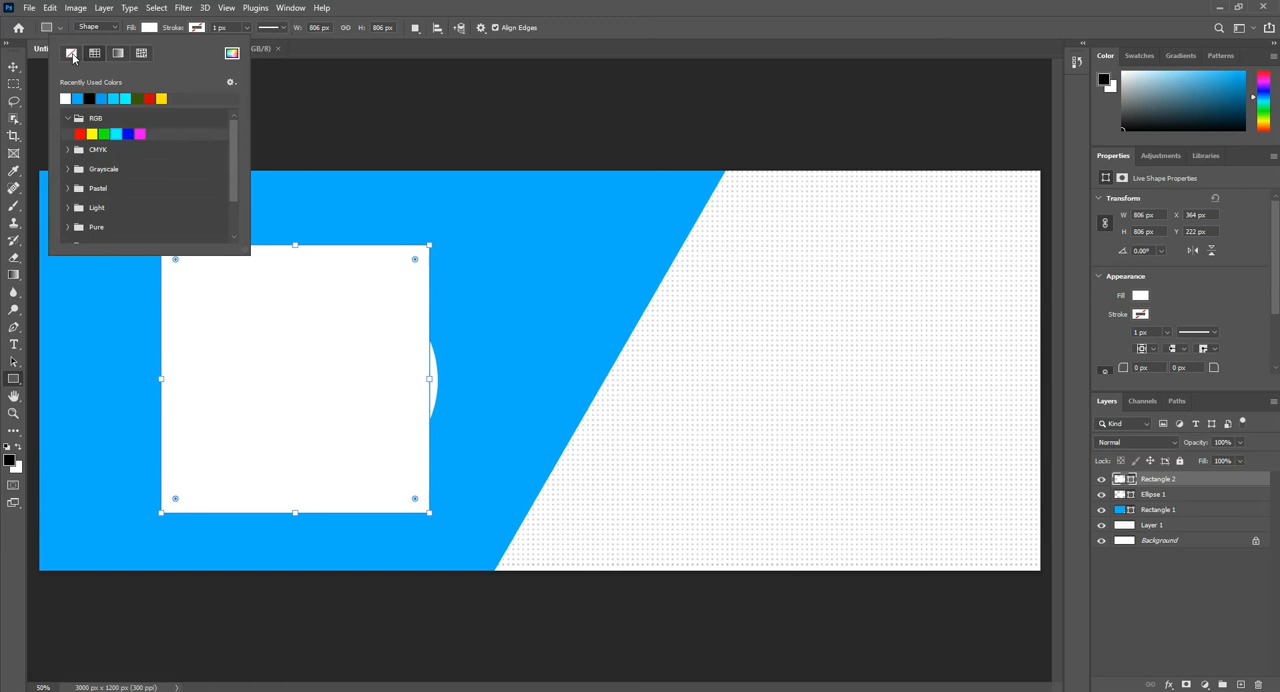 Ps File Edit Image Layer Type Select Filter 3D View Plugins Window Help
Shape Fill: Stroke: 1 px W: 806 px H: 806 px Align Edges
GB/8) ×
Recently Used Colors
RGB
CMYK
Grayscale
Pastel
Light
Pure
Color Swatches Gradients Patterns
Properties Adjustments Libraries
Live Shape Properties
Transform
W 806 px X 364 px
H 806 px Y 222 px
0.00°
Appearance
Fill
Stroke
1 px
0 px 0 px
Layers Channels Paths
Kind
Normal Opacity: 100%
Lock: Fill: 100%
Rectangle 2
Ellipse 1
Rectangle 1
Layer 1
Background
50% 3000 px x 1200 px (300 ppi)